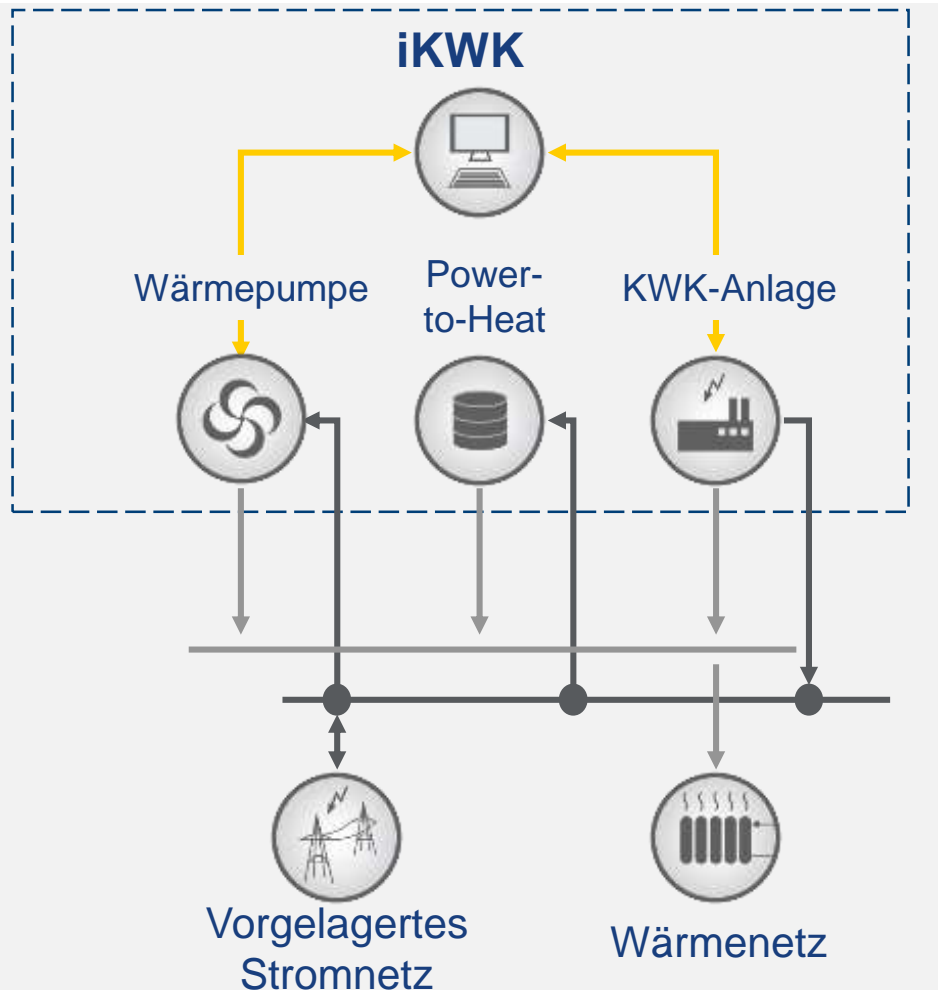 iKWK
Wärmepumpe
Power-
to-Heat
KWK-Anlage
Vorgelagertes
Stromnetz
Wärmenetz